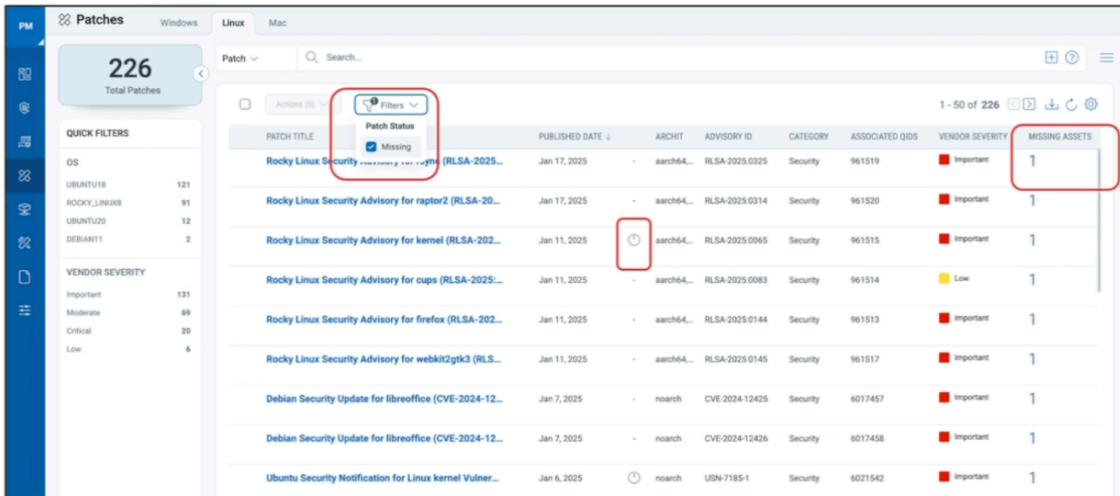 PM
Patches
Windows
Linux
Mac
226
Total Patches
Patch
Search...
QUICK FILTERS
OS
UBUNTU18 121
ROCKY_LINUX8 91
UBUNTU20 12
DEBIAN11 2
VENDOR SEVERITY
Important 131
Moderate 69
Critical 20
Low 6
Actions (0)
1 Filters
1 - 50 of 226
Patch Status
Missing
PATCH TITLE PUBLISHED DATE ARCHIT ADVISORY ID CATEGORY ASSOCIATED QIDS VENDOR SEVERITY MISSING ASSETS
Rocky Linux Security Advisory for rsync (RLSA-2025... Jan 17, 2025 - aarch64,... RLSA-2025:0325 Security 961519 Important 1
Rocky Linux Security Advisory for raptor2 (RLSA-20... Jan 17, 2025 - aarch64,... RLSA-2025:0314 Security 961520 Important 1
Rocky Linux Security Advisory for kernel (RLSA-202... Jan 11, 2025 aarch64,... RLSA-2025:0065 Security 961515 Important 1
Rocky Linux Security Advisory for cups (RLSA-2025:... Jan 11, 2025 - aarch64,... RLSA-2025:0083 Security 961514 Low 1
Rocky Linux Security Advisory for firefox (RLSA-202... Jan 11, 2025 - aarch64,... RLSA-2025:0144 Security 961513 Important 1
Rocky Linux Security Advisory for webkit2gtk3 (RLS... Jan 11, 2025 - aarch64,... RLSA-2025:0145 Security 961517 Important 1
Debian Security Update for libreoffice (CVE-2024-12... Jan 7, 2025 - noarch CVE-2024-12425 Security 6017457 Important 1
Debian Security Update for libreoffice (CVE-2024-12... Jan 7, 2025 - noarch CVE-2024-12426 Security 6017458 Important 1
Ubuntu Security Notification for Linux kernel Vulner... Jan 6, 2025 noarch USN-7185-1 Security 6021542 Important 1